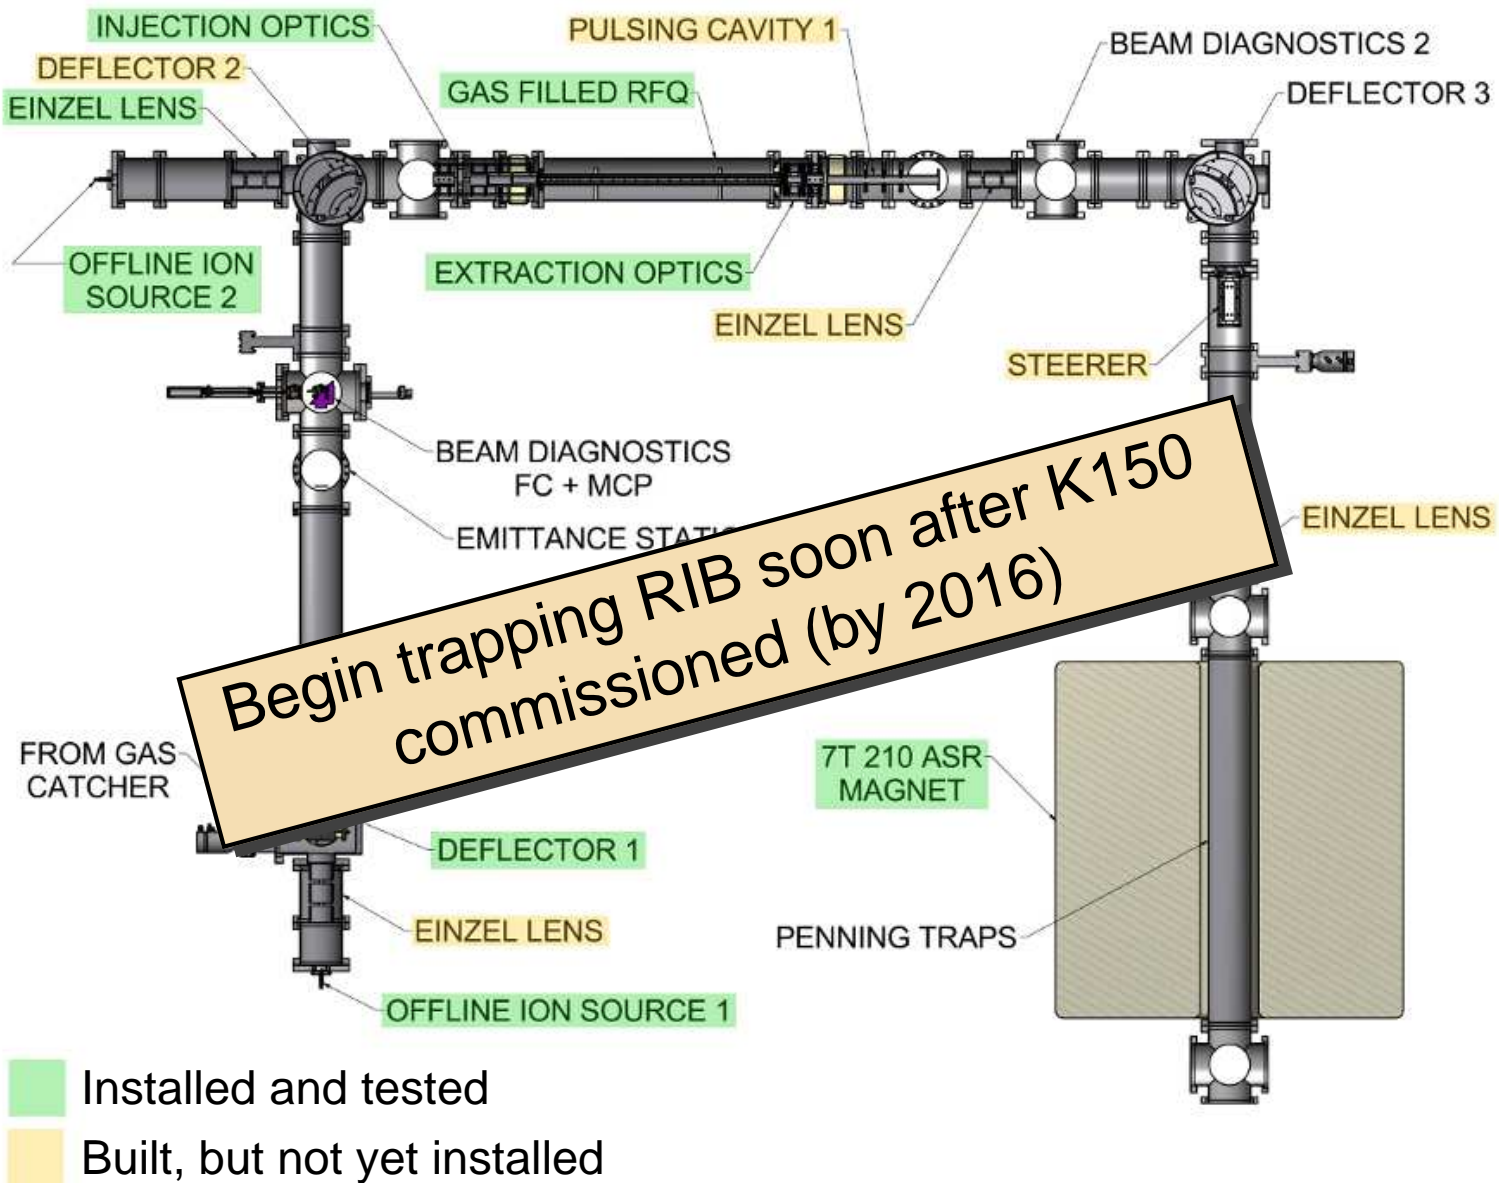 INJECTION OPTICS
PULSING CAVITY 1
BEAM DIAGNOSTICS 2
DEFLECTOR 2
GAS FILLED RFQ
DEFLECTOR 3
EINZEL LENS
OFFLINE ION
SOURCE 2
EXTRACTION OPTICS
EINZEL LENS
STEERER
BEAM DIAGNOSTICS
FC + MCP
EMITTANCE
EINZEL LENS
Begin trapping RIB soon after K150
commissioned (by 2016)
FROM GAS
CATCHER
7T 210 ASR
MAGNET
DEFLECTOR 1
EINZEL LENS
PENNING TRAPS
OFFLINE ION SOURCE 1
Installed and tested
Built, but not yet installed